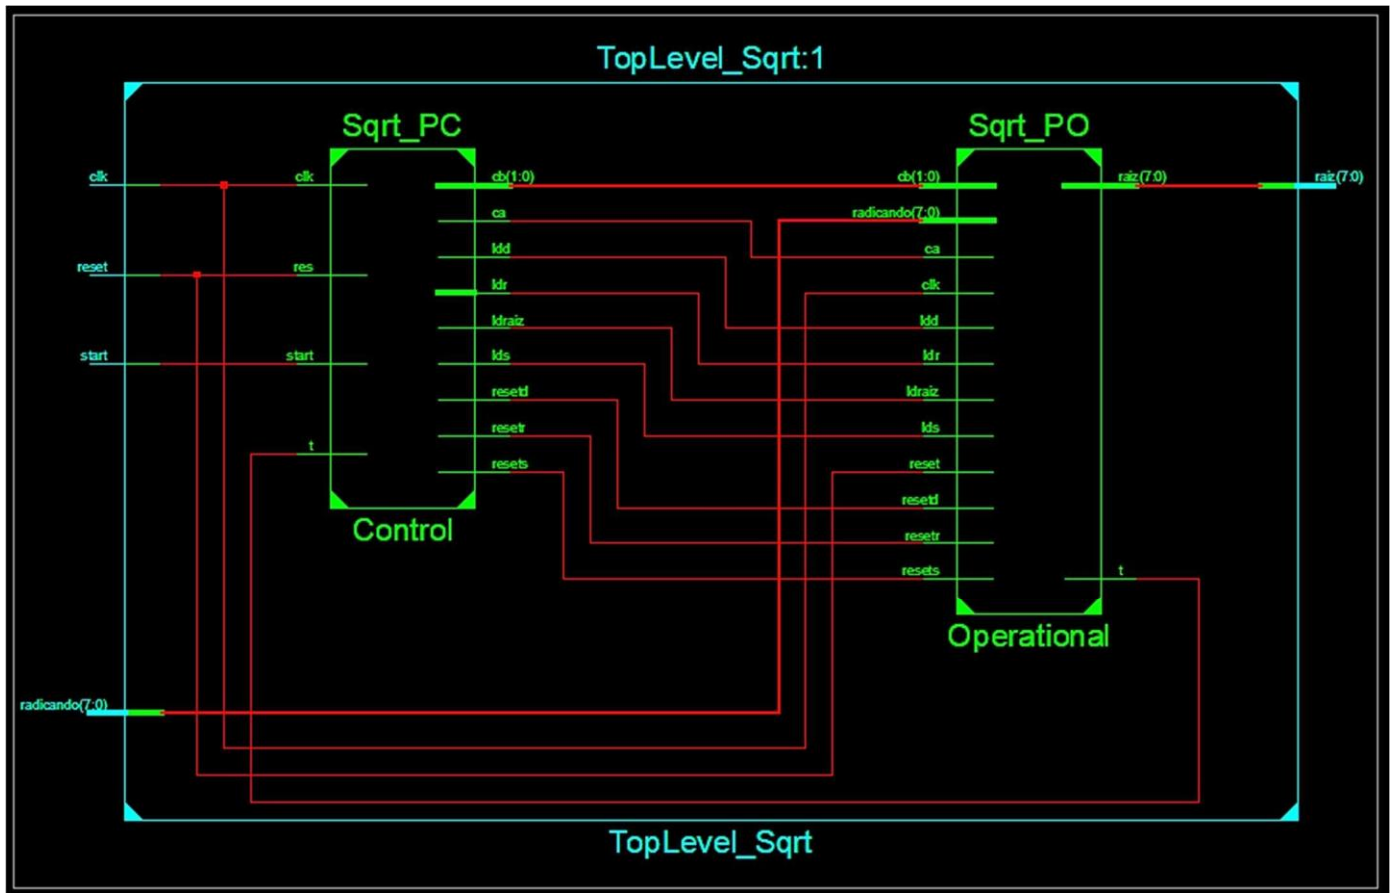 TopLevel_Sqrt:1
Sqrt_PC
Sqrt_PO
clk
clk
cb(1:0)
cb(1:0)
raiz(7:0)
raiz(7:0)
ca
radicando(7:0)
ldd
ca
reset
res
ldr
clk
ldraiz
ldd
start
start
lds
ldr
resetd
ldraiz
resetr
lds
t
resets
reset
resetd
Control
resetr
resets
t
Operational
radicando(7:0)
TopLevel_Sqrt